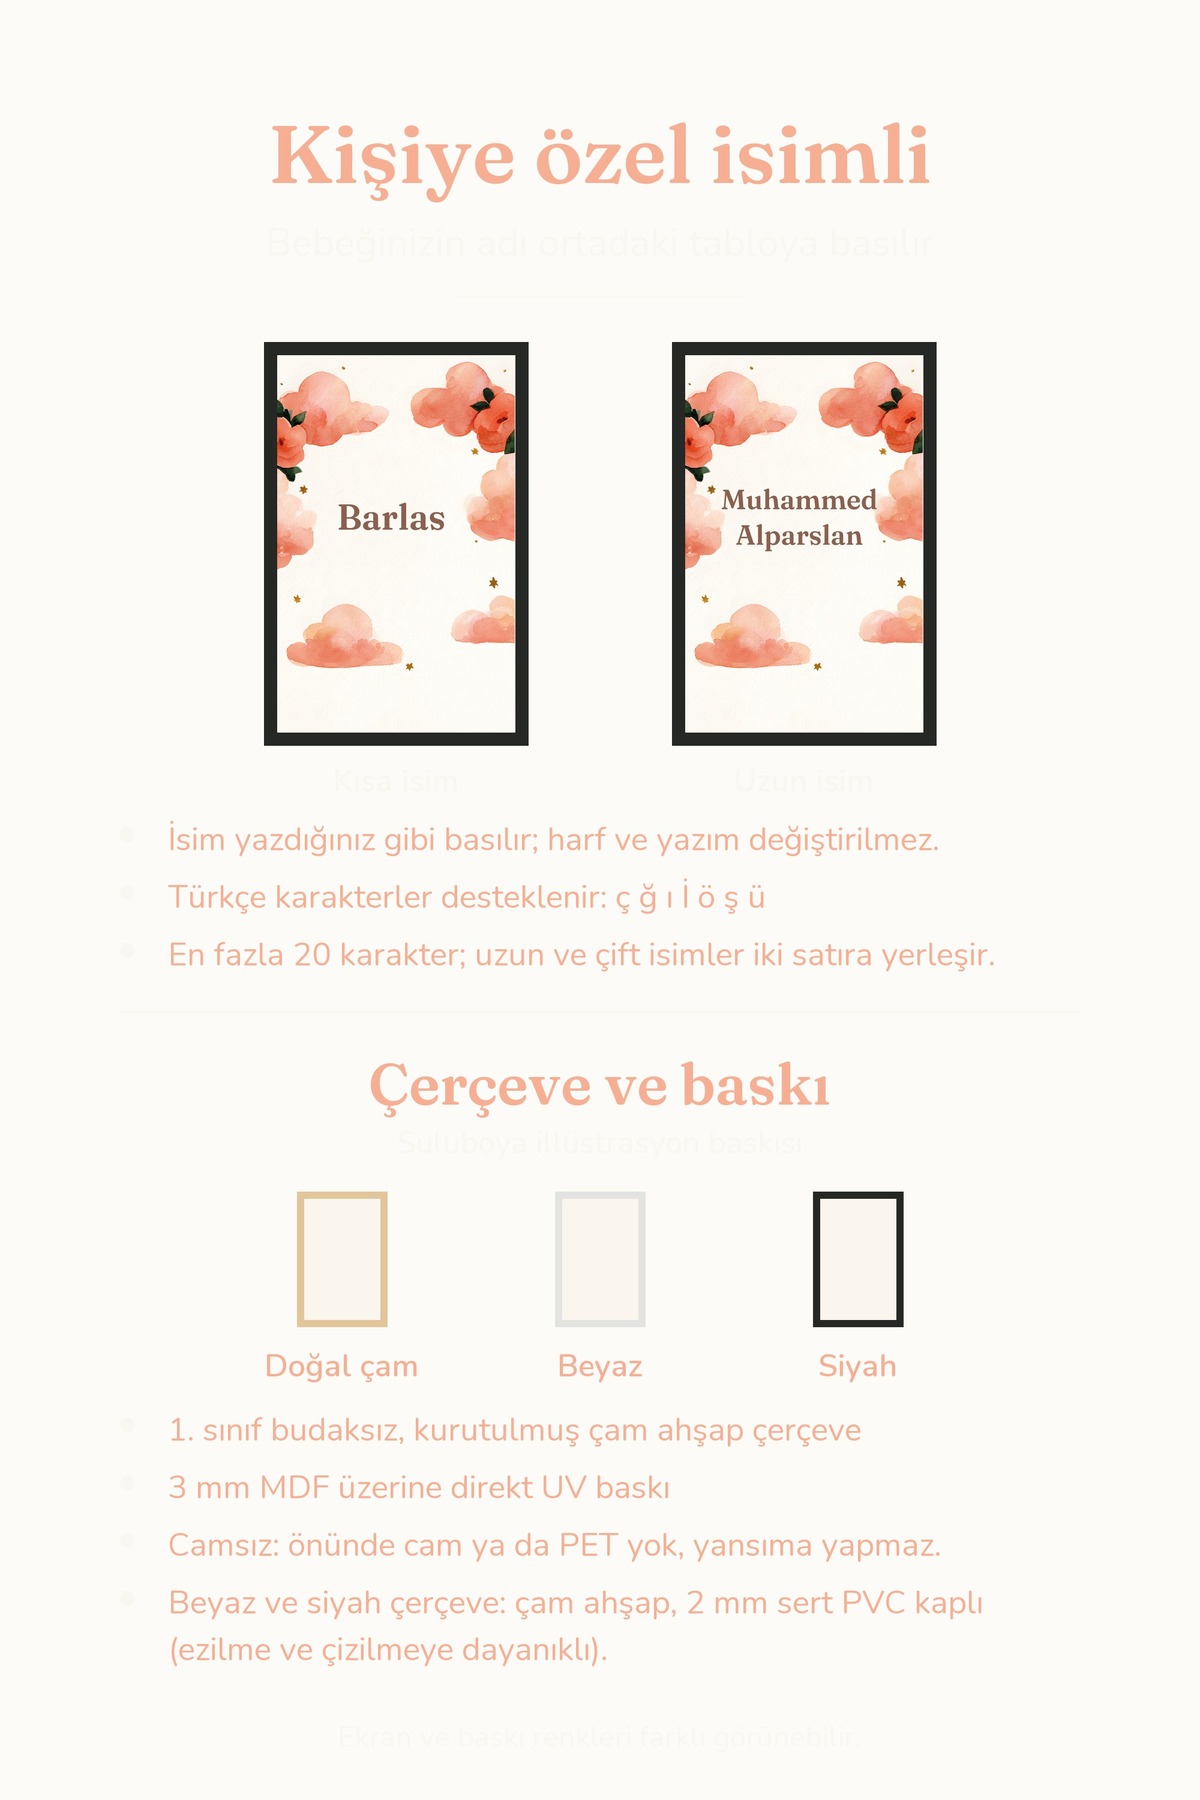 Kişiye özel isimli
Bebeğinizin adı ortadaki tabloya basılır
Barlas
Muhammed
Alparslan
Kısa isim
Uzun isim
İsim yazdığınız gibi basılır; harf ve yazım değiştirilmez.
Türkçe karakterler desteklenir: ç ğ ı İ ö ş ü
En fazla 20 karakter; uzun ve çift isimler iki satıra yerleşir.
Çerçeve ve baskı
Suluboya illüstrasyon baskısı
Doğal çam
Beyaz
Siyah
1. sınıf budaksız, kurutulmuş çam ahşap çerçeve
3 mm MDF üzerine direkt UV baskı
Camsız: önünde cam ya da PET yok, yansıma yapmaz.
Beyaz ve siyah çerçeve: çam ahşap, 2 mm sert PVC kaplı
(ezilme ve çizilmeye dayanıklı).
Ekran ve baskı renkleri farklı görünebilir.